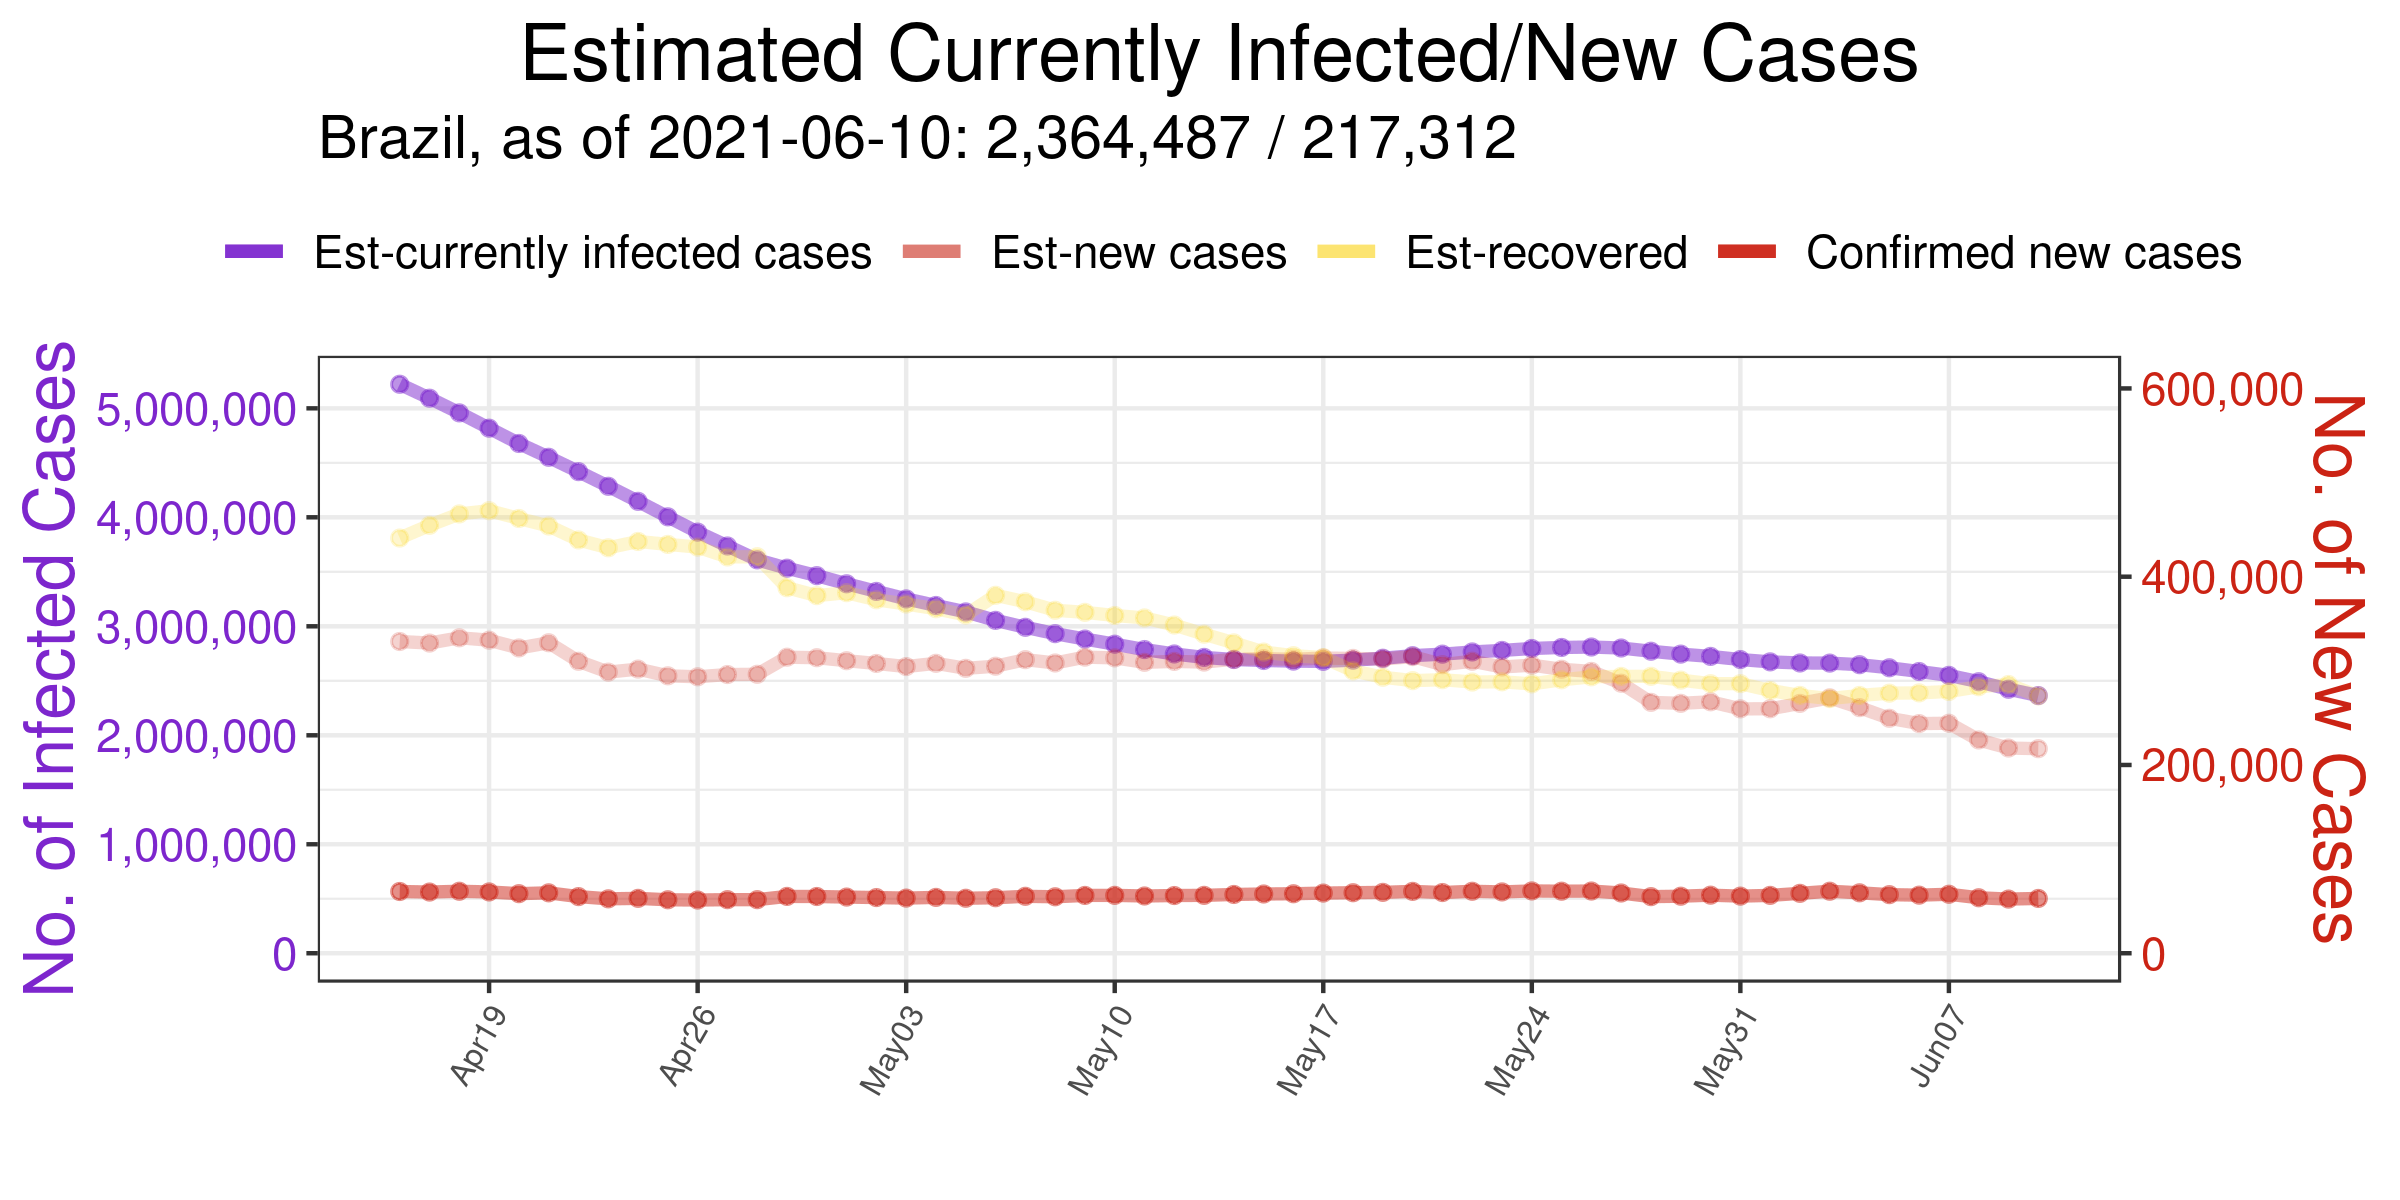 Estimated Currently Infected/New Cases
Brazil, as of 2021-06-10: 2,364,487 / 217,312
Est-currently infected cases Est-new cases Est-recovered Confirmed new cases
No. of Infected Cases
5,000,000
4,000,000
3,000,000
2,000,000
1,000,000
0
600,000
400,000
200,000
0
No. of New Cases
Apr19 Apr26 May03 May10 May17 May24 May31 Jun07